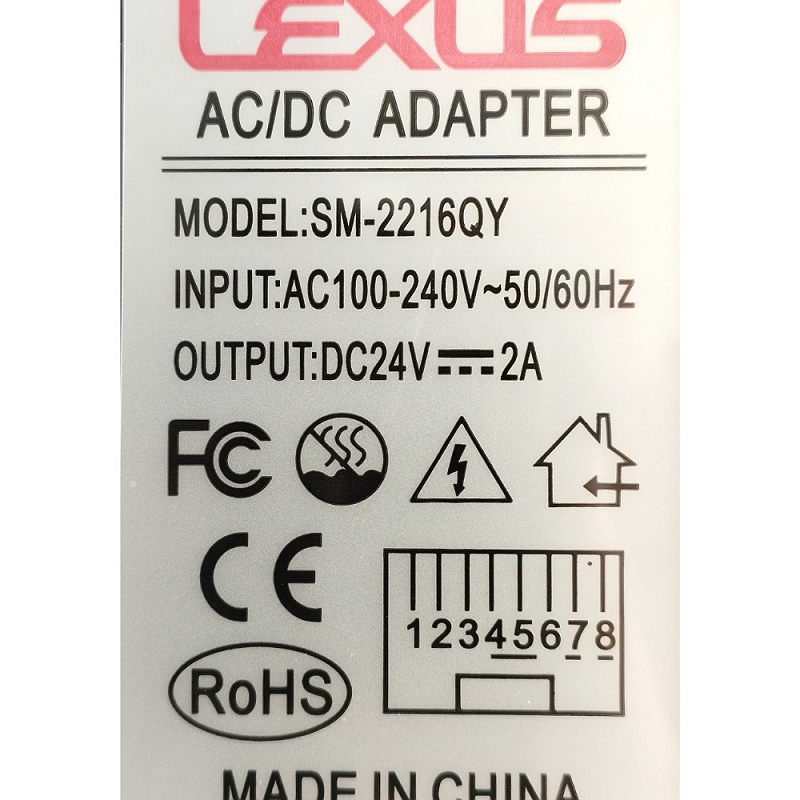 LEXUS
AC/DC ADAPTER
MODEL:SM-2216QY
INPUT:AC100-240V~50/60Hz
OUTPUT:DC24V⎓2A
FC
CE
12345678
RoHS
MADE IN CHINA